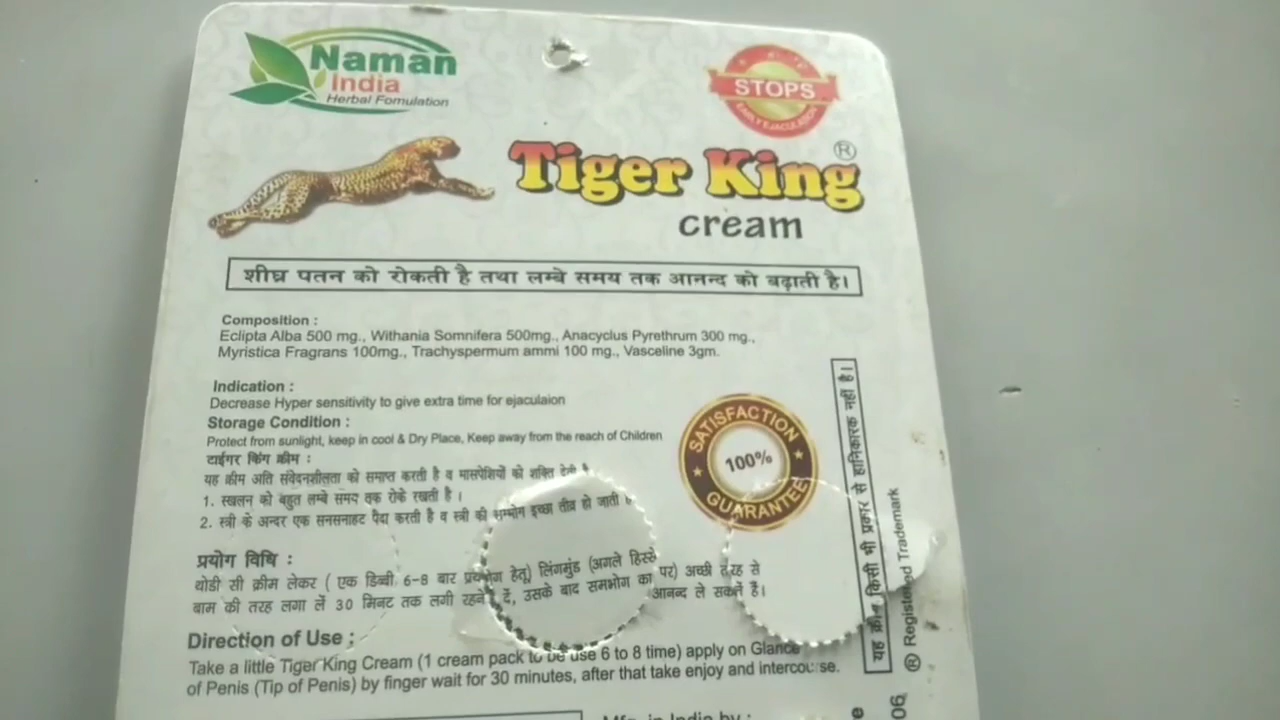 Naman
India
Herbal Fomulation
STOPS
EARLY EJACULATION
Tiger King ®
cream
शीघ्र पतन को रोकती है तथा लम्बे समय तक आनन्द को बढ़ाती है।
Composition :
Eclipta Alba 500 mg., Withania Somnifera 500mg., Anacyclus Pyrethrum 300 mg.,
Myristica Fragrans 100mg., Trachyspermum ammi 100 mg., Vasceline 3gm.
Indication :
Decrease Hyper sensitivity to give extra time for ejaculaion
Storage Condition :
Protect from sunlight, keep in cool & Dry Place, Keep away from the reach of Children
SATISFACTION
100%
GUARANTEE
टाईगर किंग क्रीम :
यह क्रीम अति संवेदनशीलता को समाप्त करती है व मासपेशियों को शक्ति देती है
1. स्खलन को बहुत लम्बे समय तक रोके रखती है ।
2. स्त्री के अन्दर एक सनसनाहट पैदा करती है व स्त्री की सम्भोग इच्छा तीव्र हो जाती
प्रयोग विधि :
थोडी सी क्रीम लेकर ( एक डिब्बी 6-8 बार प्रयोग हेतू) लिंगमुंड (अगले हिस्से पर) अच्छी तरह से
बाम की तरह लगा लें 30 मिनट तक लगी रहने दें, उसके बाद समभोग का आनन्द ले सकतें हैं।
Direction of Use :
Take a little Tiger King Cream (1 cream pack to be use 6 to 8 time) apply on Glance
of Penis (Tip of Penis) by finger wait for 30 minutes, after that take enjoy and intercourse.
यह क्रीम किसी भी प्रकार से हानिकारक नहीं है।
® Registered Trademark
06
Mfg. in India by :